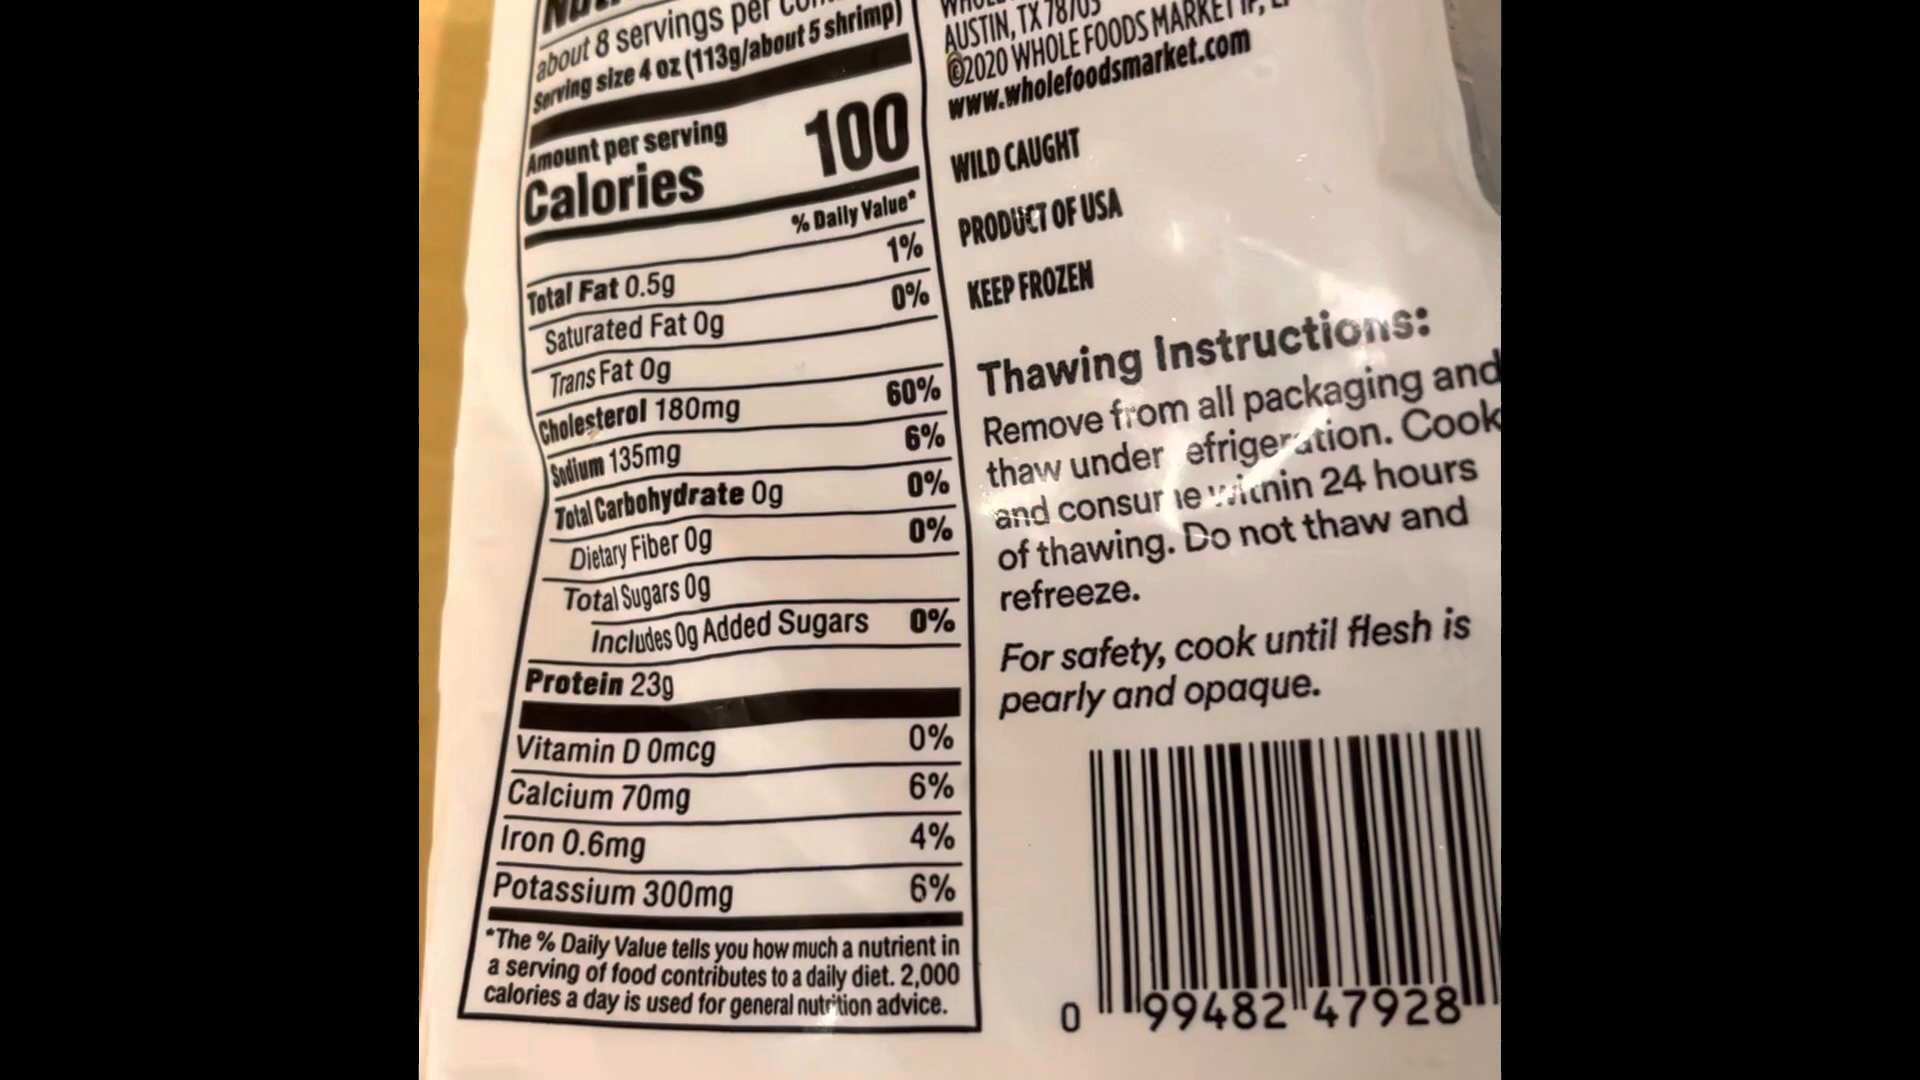 about 8 servings per
Serving size 4 oz (113g/about 5 shrimp)
Amount per serving
Calories 100
% Daily Value*
Total Fat 0.5g 1%
Saturated Fat 0g 0%
Trans Fat 0g
Cholesterol 180mg 60%
Sodium 135mg 6%
Total Carbohydrate 0g 0%
Dietary Fiber 0g 0%
Total Sugars 0g
Includes 0g Added Sugars 0%
Protein 23g
Vitamin D 0mcg 0%
Calcium 70mg 6%
Iron 0.6mg 4%
Potassium 300mg 6%
*The % Daily Value tells you how much a nutrient in
a serving of food contributes to a daily diet. 2,000
calories a day is used for general nutrition advice.
AUSTIN, TX 78703
©2020 WHOLE FOODS MARKET IP,
www.wholefoodsmarket.com
WILD CAUGHT
PRODUCT OF USA
KEEP FROZEN
Thawing Instructions:
Remove from all packaging and
thaw under refrigeration. Cook
and consume within 24 hours
of thawing. Do not thaw and
refreeze.
For safety, cook until flesh is
pearly and opaque.
0 99482 47928